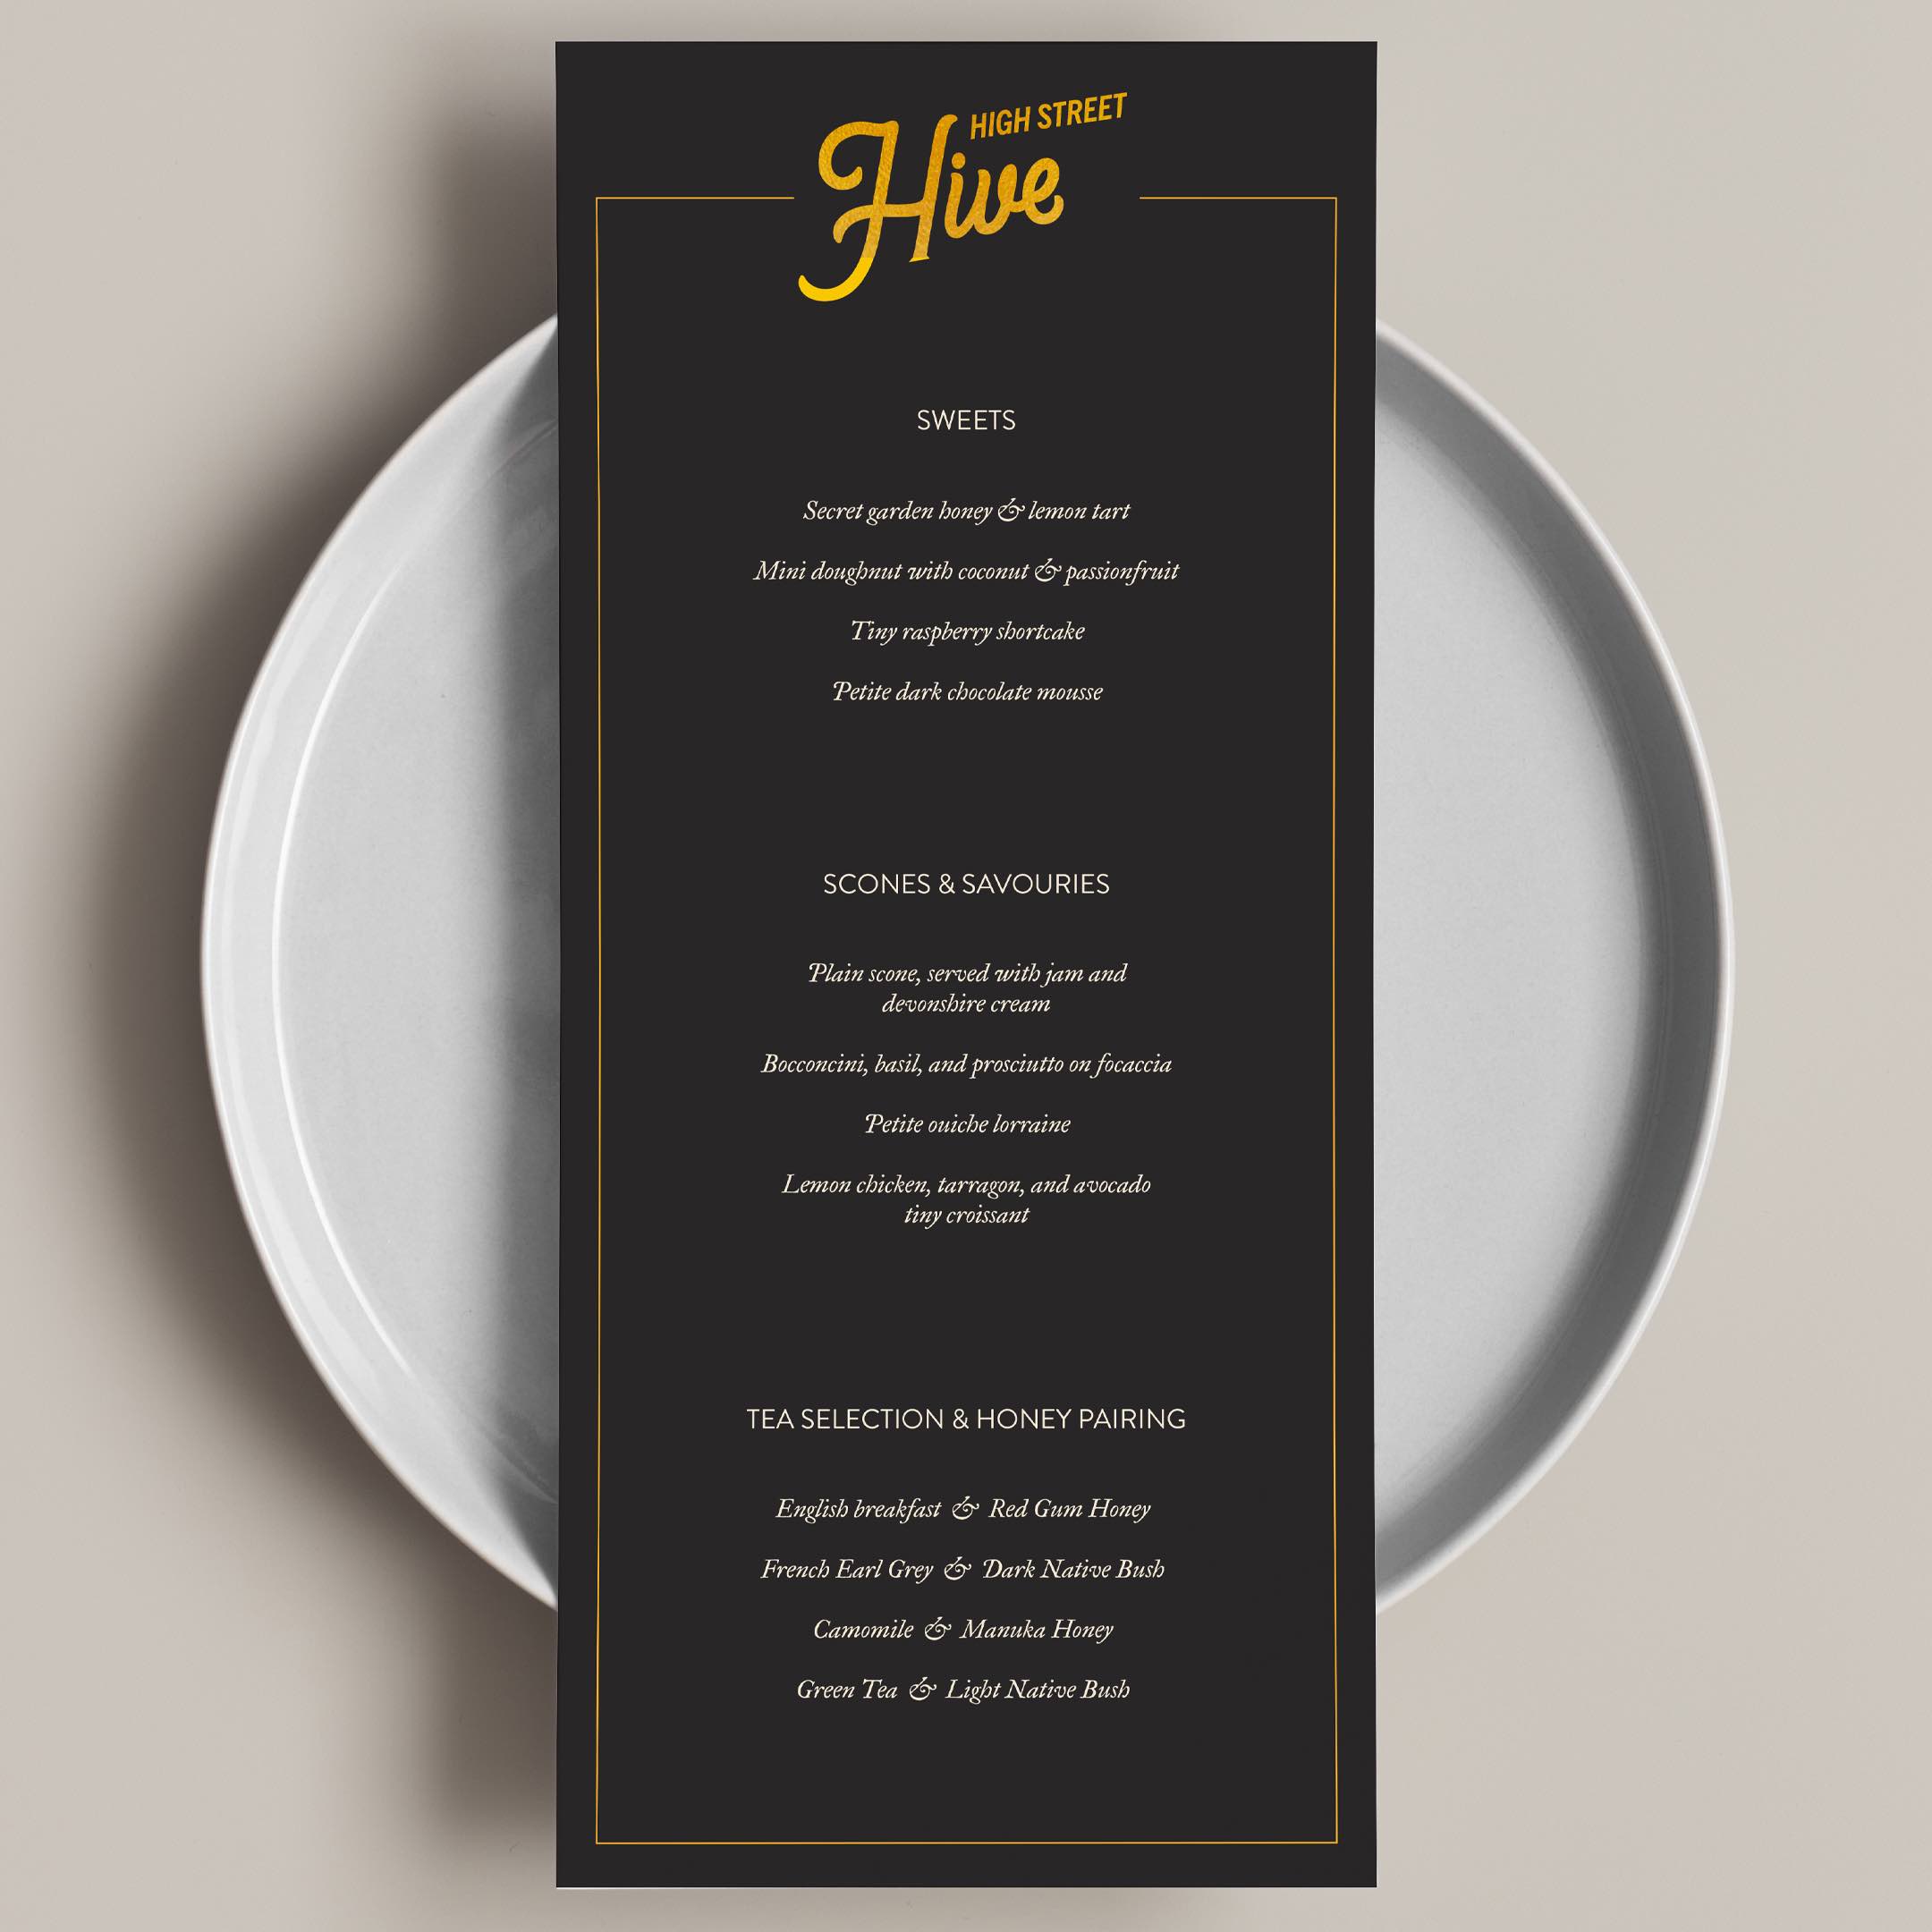 HIGH STREET
Hive
SWEETS
Secret garden honey & lemon tart
Mini doughnut with coconut & passionfruit
Tiny raspberry shortcake
Petite dark chocolate mousse
SCONES & SAVOURIES
Plain scone, served with jam and
devonshire cream
Bocconcini, basil, and prosciutto on focaccia
Petite ouiche lorraine
Lemon chicken, tarragon, and avocado
tiny croissant
TEA SELECTION & HONEY PAIRING
English breakfast & Red Gum Honey
French Earl Grey & Dark Native Bush
Camomile & Manuka Honey
Green Tea & Light Native Bush